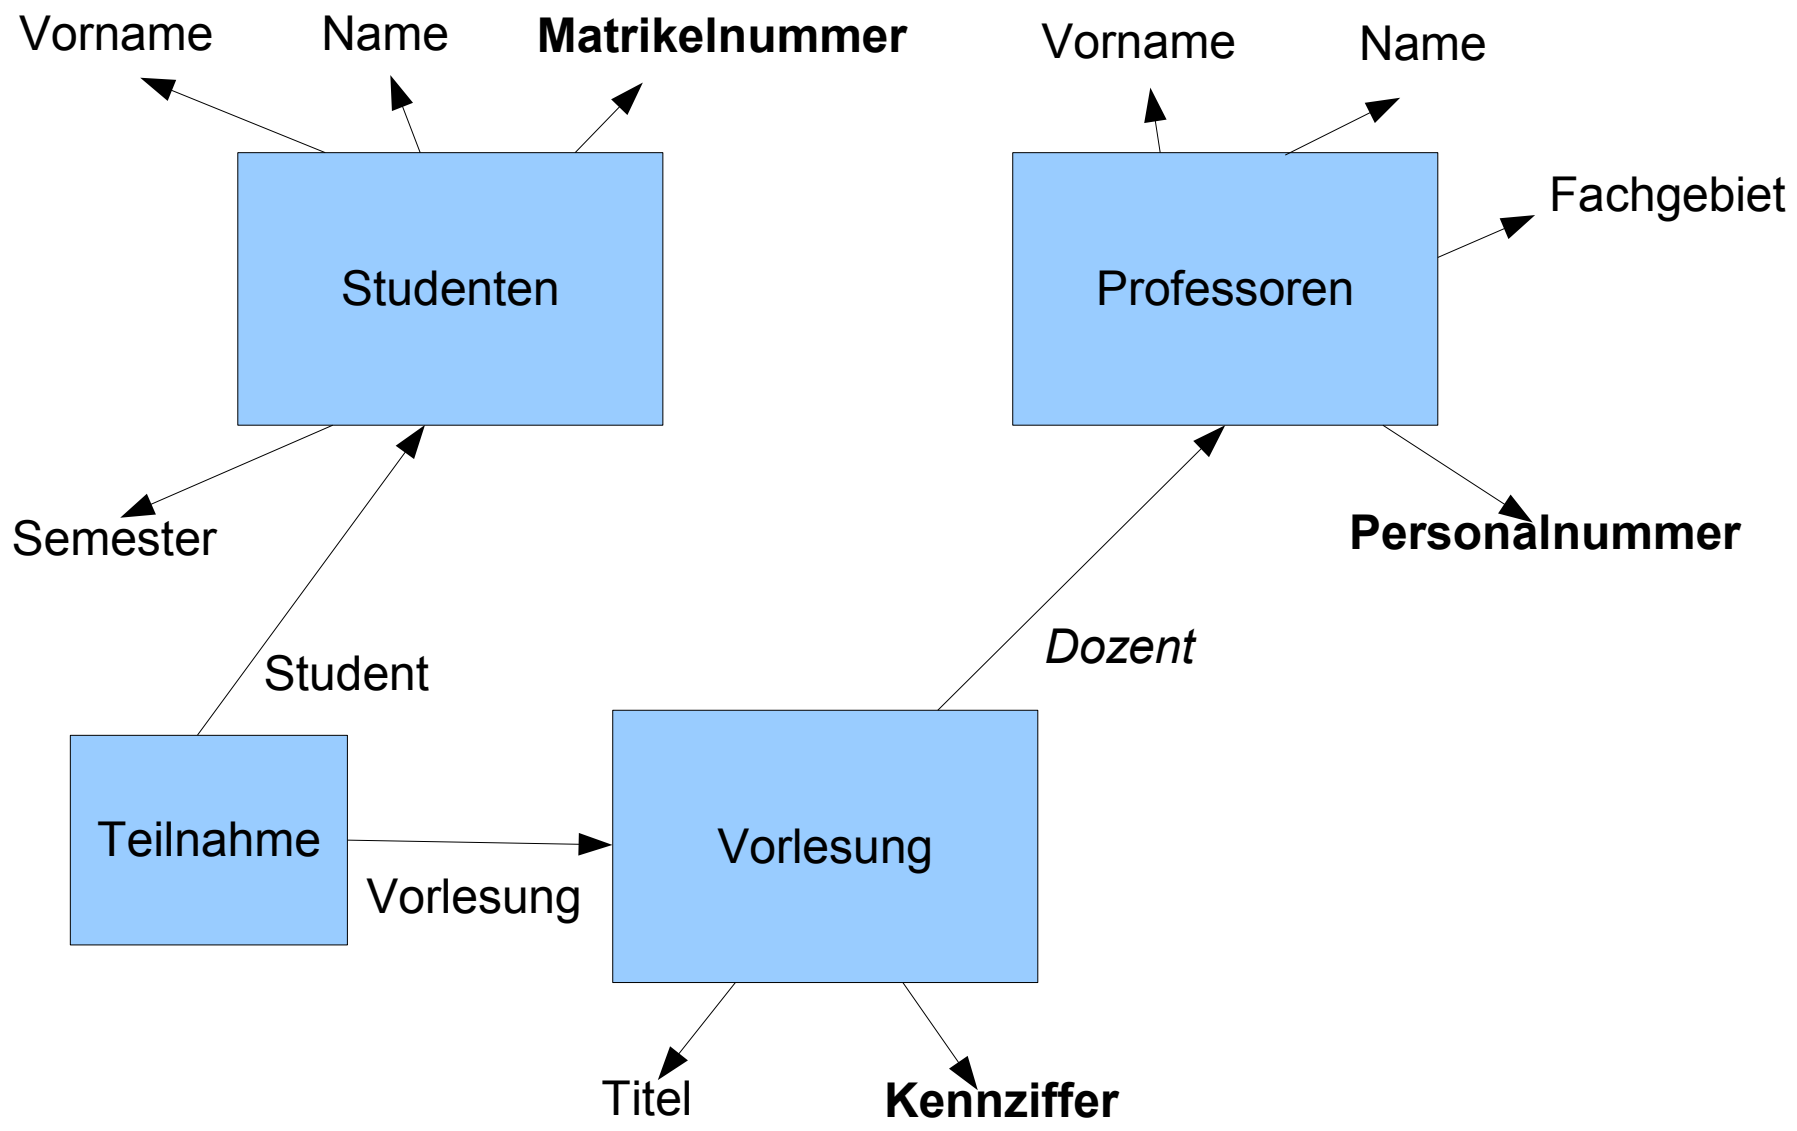 Vorname
Name
Matrikelnummer
Vorname
Name
Fachgebiet
Studenten
Professoren
Semester
Personalnummer
Dozent
Student
Teilnahme
Vorlesung
Vorlesung
Titel
Kennziffer